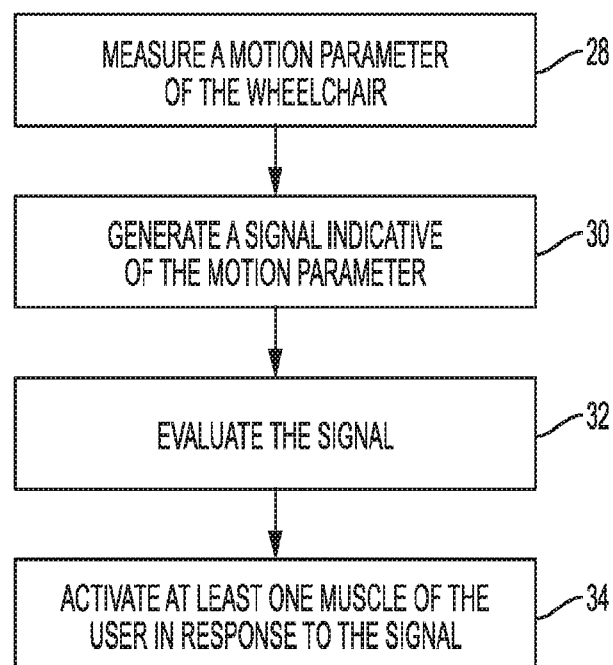 MEASURE A MOTION PARAMETER
OF THE WHEELCHAIR
28
GENERATE A SIGNAL INDICATIVE
OF THE MOTION PARAMETER
30
EVALUATE THE SIGNAL
32
ACTIVATE AT LEAST ONE MUSCLE OF THE
USER IN RESPONSE TO THE SIGNAL
34